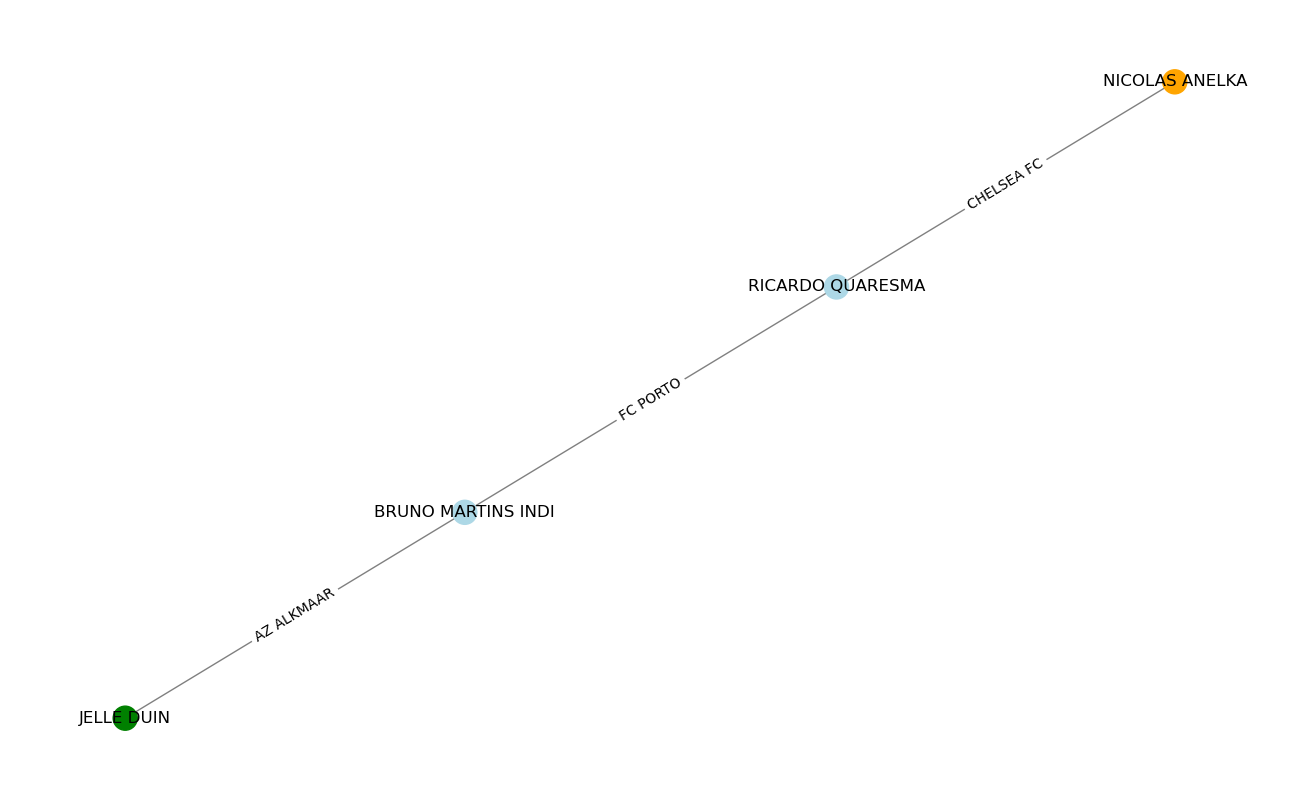 NICOLAS ANELKA
CHELSEA FC
RICARDO QUARESMA
FC PORTO
BRUNO MARTINS INDI
AZ ALKMAAR
JELLE DUIN